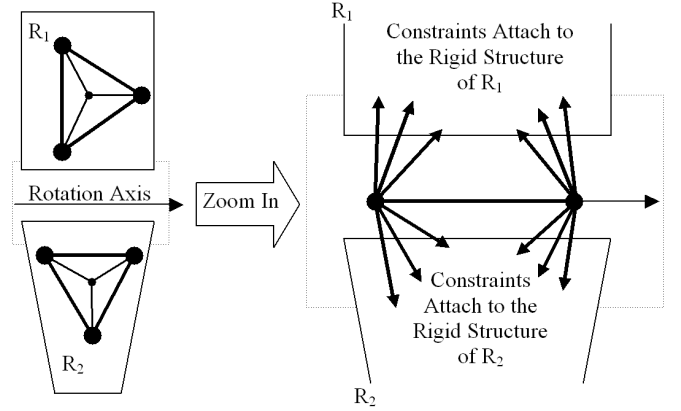 R1
Rotation Axis
R2
Zoom In
R1
Constraints Attach to
the Rigid Structure
of R1
Constraints
Attach to the
Rigid Structure
of R2
R2